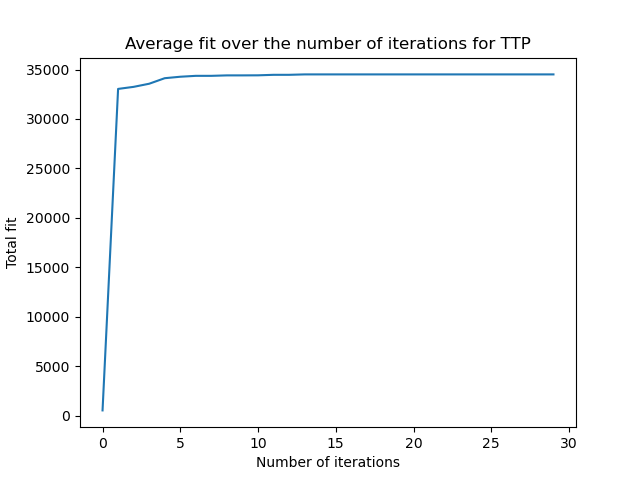 Average fit over the number of iterations for TTP
35000
30000
25000
20000
15000
10000
5000
0
Total fit
0 5 10 15 20 25 30
Number of iterations